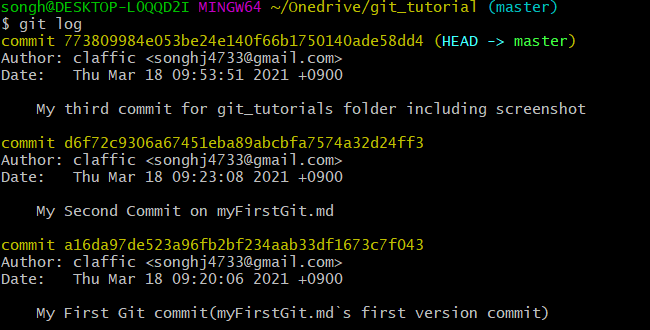 songh@DESKTOP-LOQQD2I MINGW64 ~/Onedrive/git_tutorial (master)
$ git log
commit 773809984e053be24e140f66b1750140ade58dd4 (HEAD -> master)
Author: claffic <songhj4733@gmail.com>
Date:   Thu Mar 18 09:53:51 2021 +0900
My third commit for git_tutorials folder including screenshot
commit d6f72c9306a67451eba89abcbfa7574a32d24ff3
Author: claffic <songhj4733@gmail.com>
Date:   Thu Mar 18 09:23:08 2021 +0900
My Second Commit on myFirstGit.md
commit a16da97de523a96fb2bf234aab33df1673c7f043
Author: claffic <songhj4733@gmail.com>
Date:   Thu Mar 18 09:20:06 2021 +0900
My First Git commit(myFirstGit.md`s first version commit)